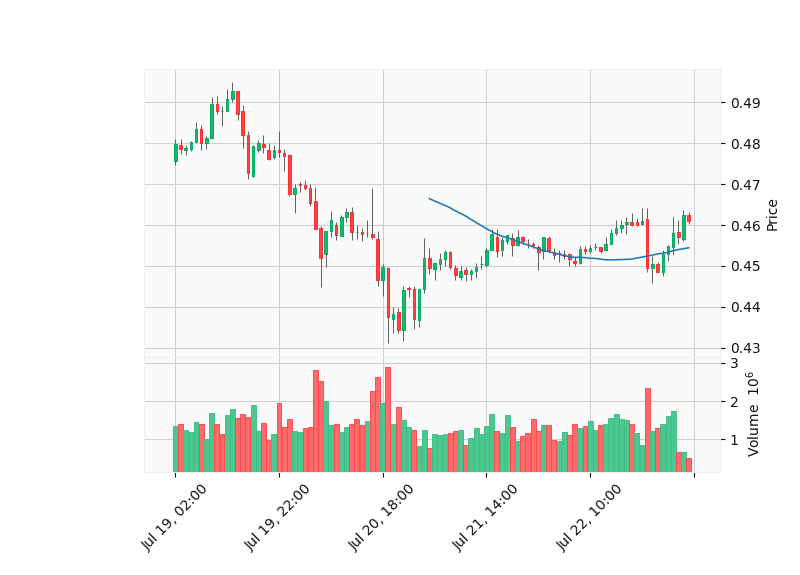 0.49
0.48
0.47
0.46
0.45
0.44
0.43
Price
3
2
1
Volume 10^6
Jul 19, 02:00
Jul 19, 22:00
Jul 20, 18:00
Jul 21, 14:00
Jul 22, 10:00